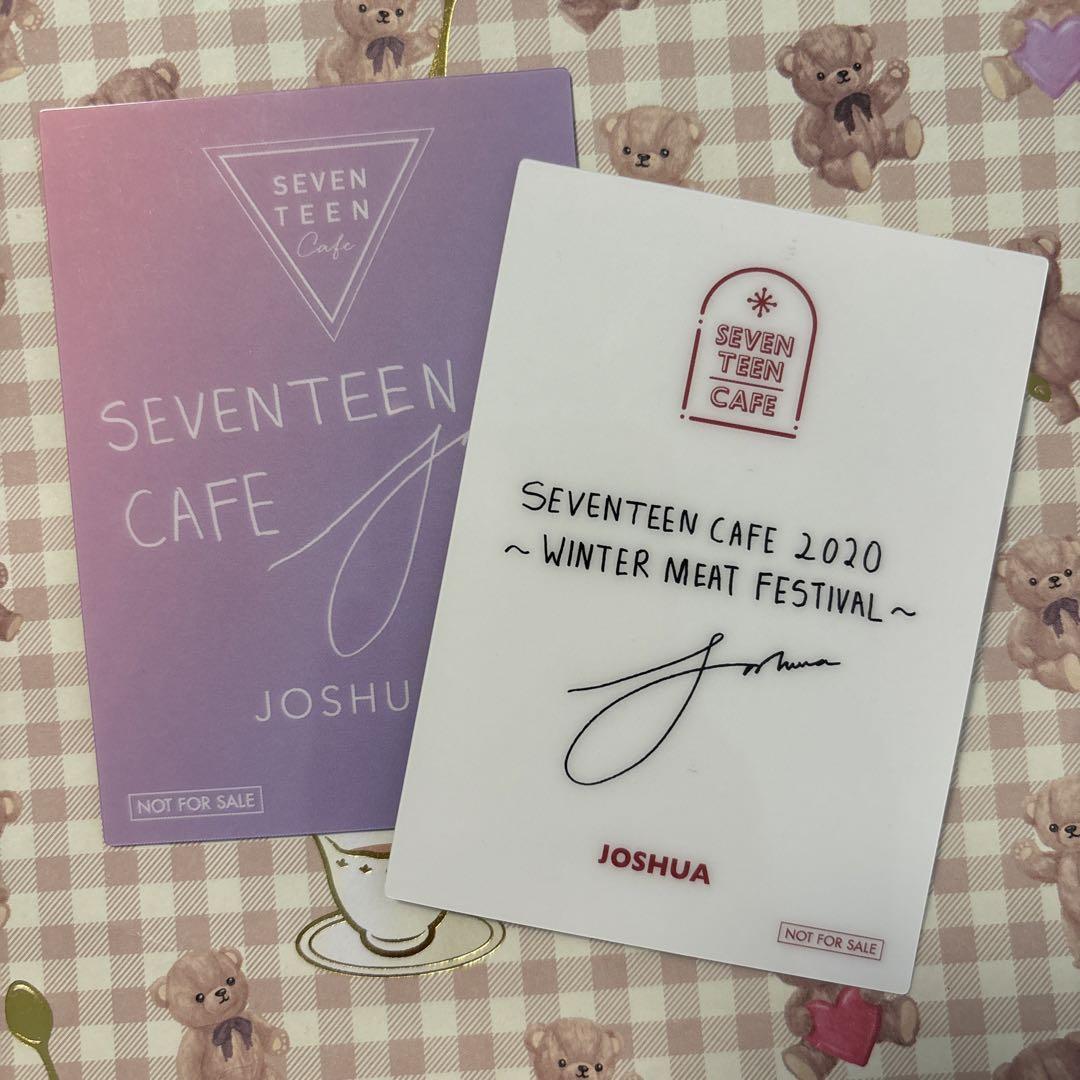 SEVEN
TEEN
Cafe
SEVENTEEN
CAFE
JOSHU
NOT FOR SALE
SEVEN
TEEN
CAFE
SEVENTEEN CAFE 2020
~ WINTER MEAT FESTIVAL ~
Joshua
JOSHUA
NOT FOR SALE